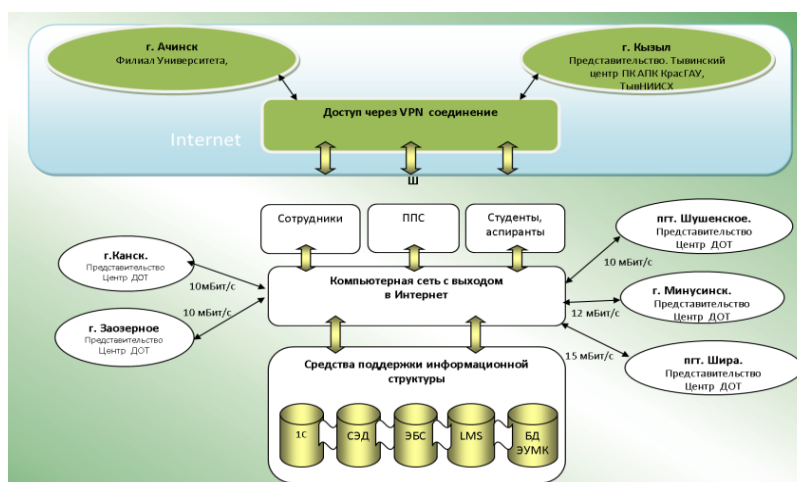 г. Ачинск
Филиал Университета,
г. Кызыл
Представительство. Тывинский
центр ПК АПК КрасГАУ,
ТывНИИСХ
Доступ через VPN соединение
Internet
Ш
Сотрудники
ППС
Студенты,
аспиранты
пгт. Шушенское.
Представительство
Центр ДОТ
г.Канск.
Представительство
Центр ДОТ
10мБит/с
10 мБит/с
Компьютерная сеть с выходом
в Интернет
г. Минусинск.
Представительство
Центр ДОТ
12 мБит/с
г. Заозерное
Представительство
Центр ДОТ
10 мБит/с
15 мБит/с
пгт. Шира.
Представительство
Центр ДОТ
Средства поддержки информационной
структуры
1С
СЭД
ЭБС
LMS
БД
ЭУМК